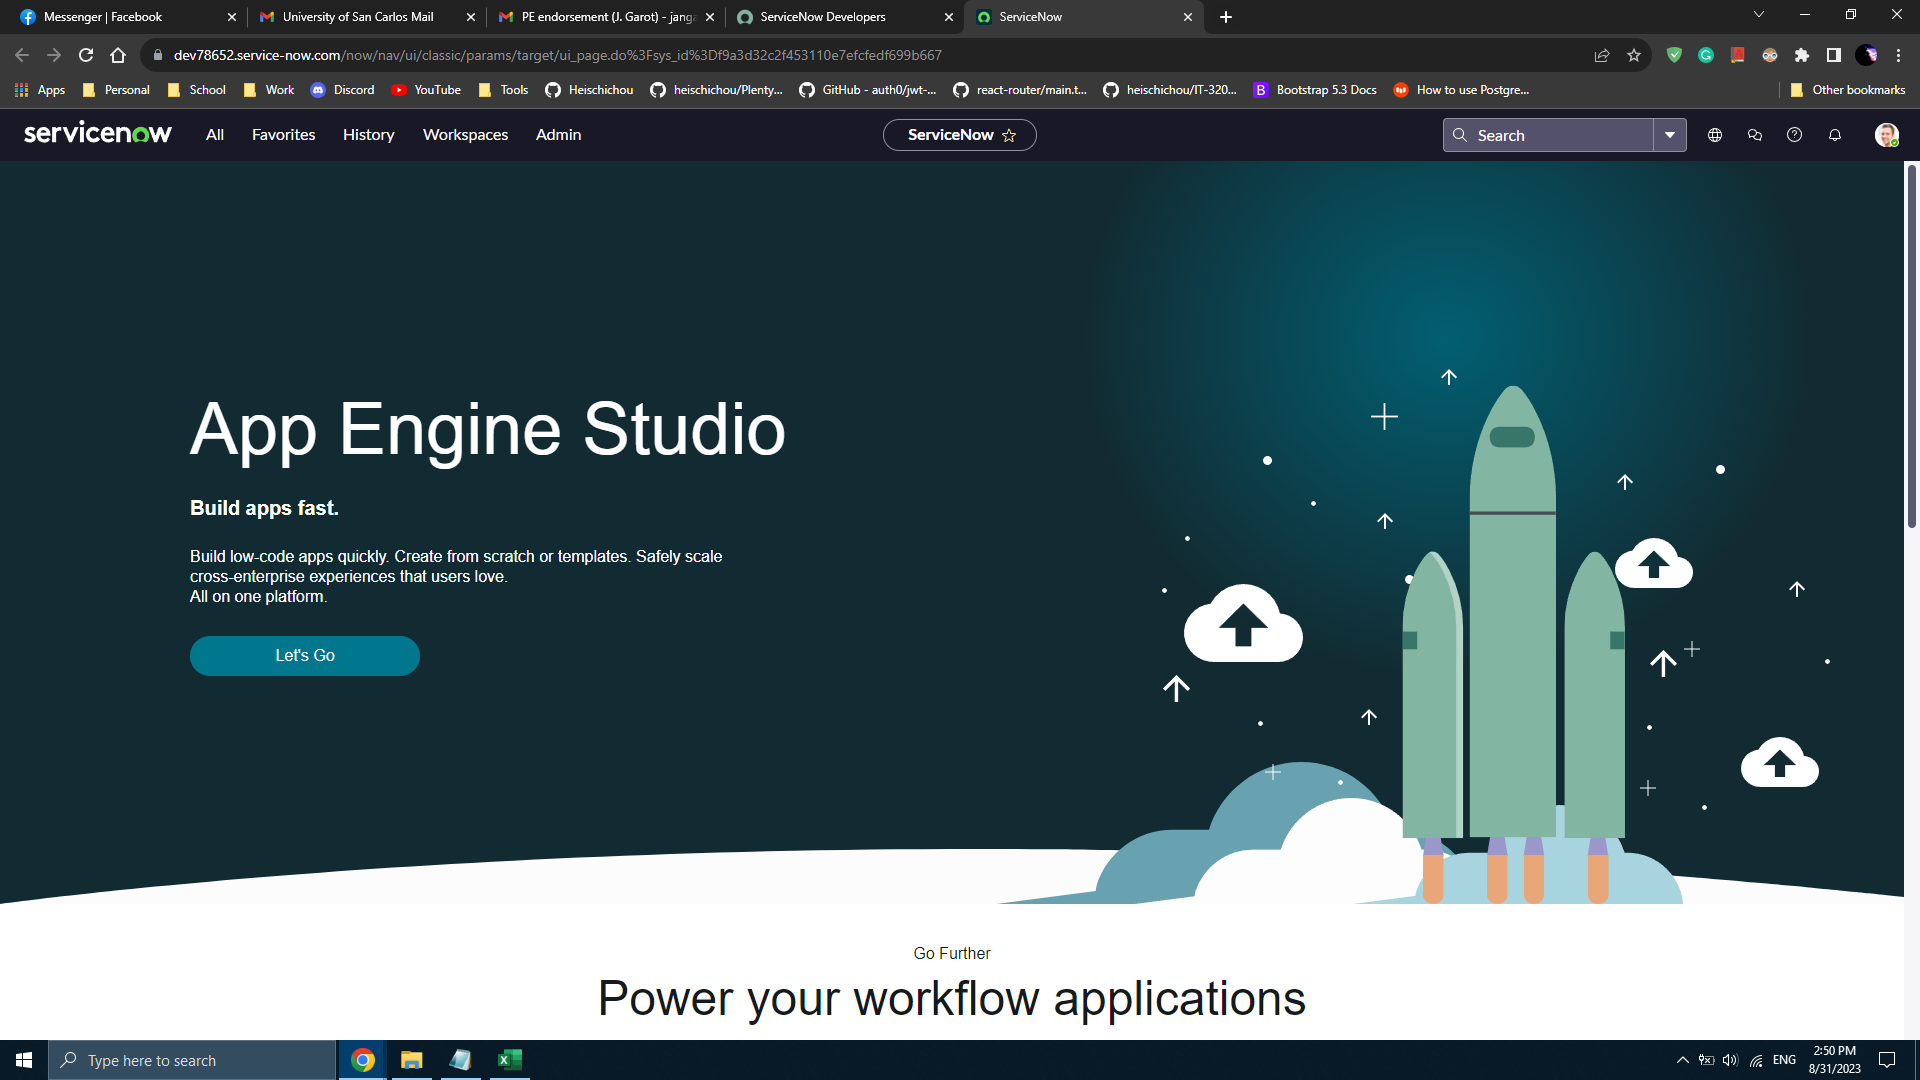 Messenger | Facebook
University of San Carlos Mail
PE endorsement (J. Garot) - janga
ServiceNow Developers
ServiceNow
dev78652.service-now.com/now/nav/ui/classic/params/target/ui_page.do%3Fsys_id%3Df9a3d32c2f453110e7efcfedf699b667
Apps
Personal
School
Work
Discord
YouTube
Tools
Heischichou
heischichou/Plenty...
GitHub - auth0/jwt-...
react-router/main.t...
heischichou/IT-320...
B
Bootstrap 5.3 Docs
How to use Postgre...
Other bookmarks
servicenow
All
Favorites
History
Workspaces
Admin
ServiceNow
Search
App Engine Studio
Build apps fast.
Build low-code apps quickly. Create from scratch or templates. Safely scale
cross-enterprise experiences that users love.
All on one platform.
Let's Go
Go Further
Power your workflow applications
Type here to search
ENG
2:50 PM
8/31/2023